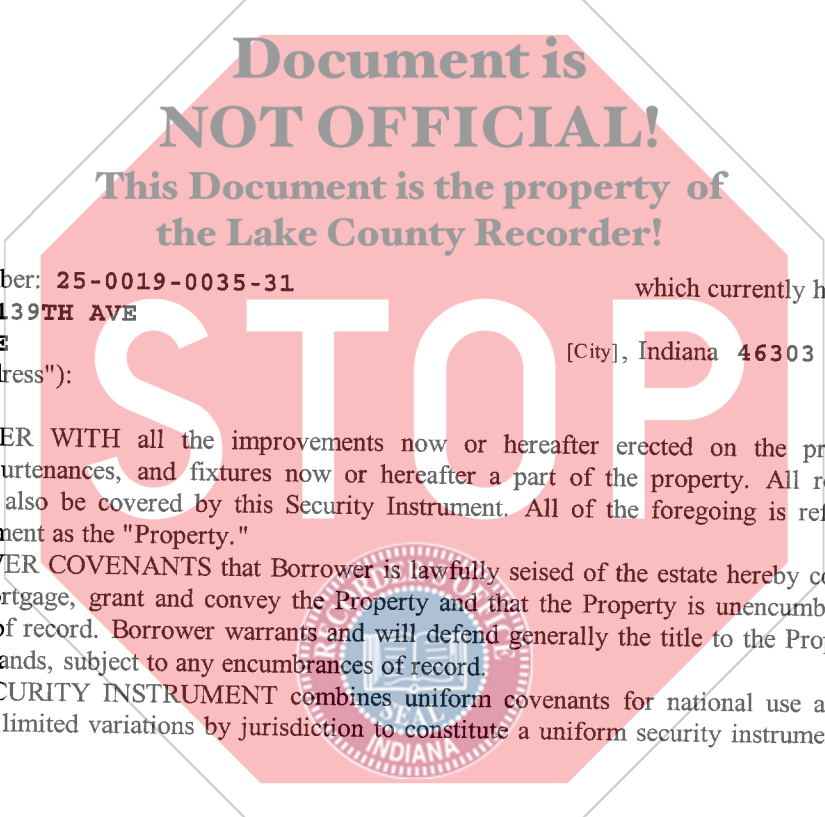 Document is
NOT OFFICIAL!
This Document is the property of
the Lake County Recorder!
ber: 25-0019-0035-31 which currently h
139TH AVE
E [City], Indiana 46303
ress"):
STOP
ER WITH all the improvements now or hereafter erected on the pr
urtenances, and fixtures now or hereafter a part of the property. All r
also be covered by this Security Instrument. All of the foregoing is ref
ment as the "Property."
ER COVENANTS that Borrower is lawfully seised of the estate hereby co
rtgage, grant and convey the Property and that the Property is unencumb
of record. Borrower warrants and will defend generally the title to the Prop
ands, subject to any encumbrances of record.
CURITY INSTRUMENT combines uniform covenants for national use a
limited variations by jurisdiction to constitute a uniform security instrume
SEAL
INDIANA